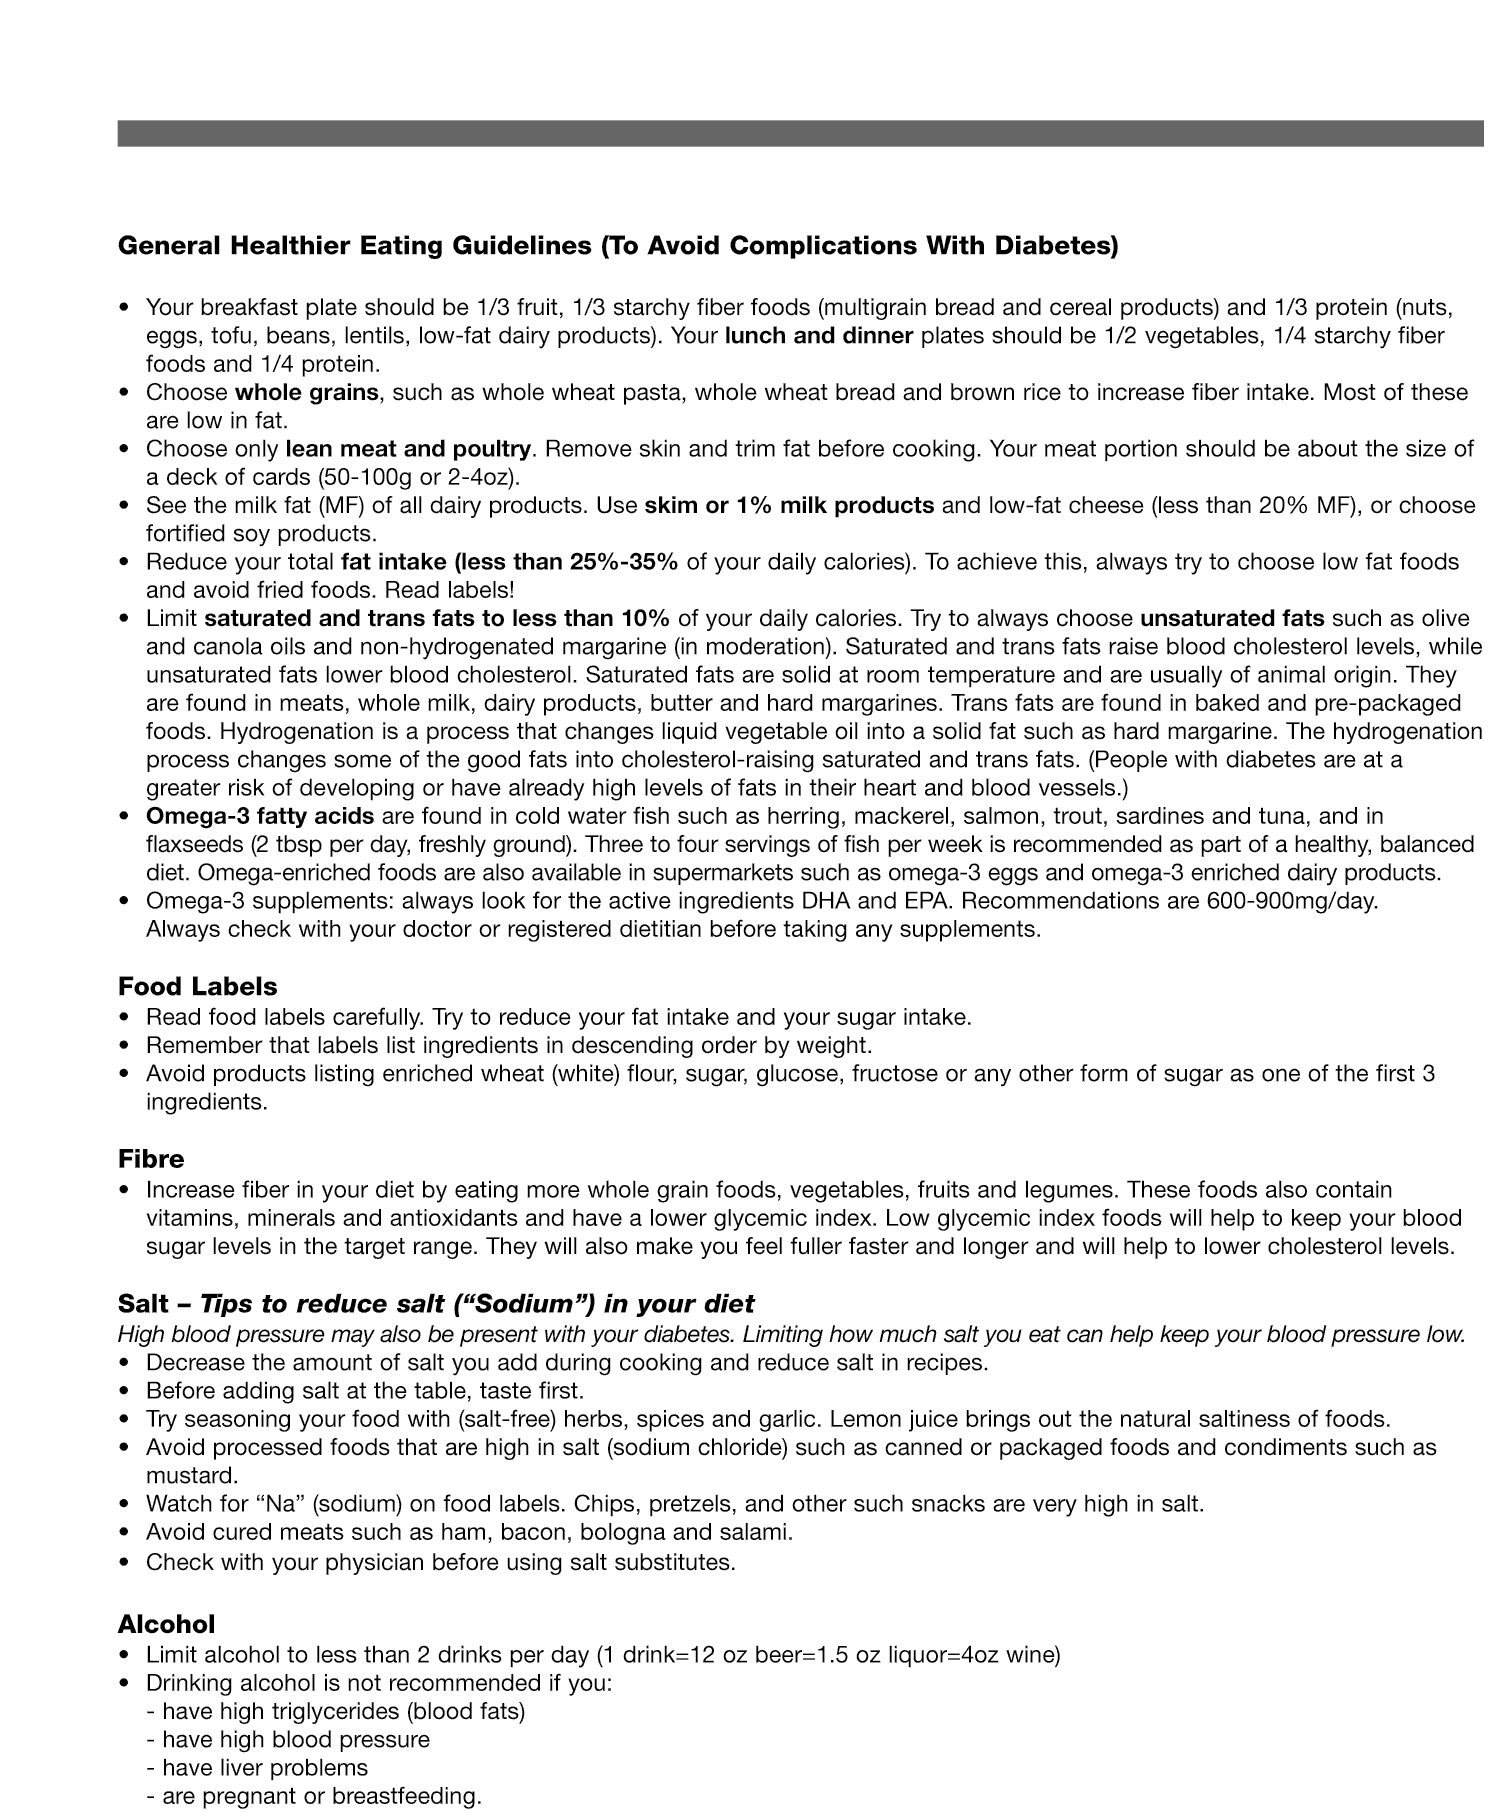 General Healthier Eating Guidelines (To Avoid Complications With Diabetes)
• Your breakfast plate should be 1/3 fruit, 1/3 starchy fiber foods (multigrain bread and cereal products) and 1/3 protein (nuts,
eggs, tofu, beans, lentils, low-fat dairy products). Your lunch and dinner plates should be 1/2 vegetables, 1/4 starchy fiber
foods and 1/4 protein.
• Choose whole grains, such as whole wheat pasta, whole wheat bread and brown rice to increase fiber intake. Most of these
are low in fat.
• Choose only lean meat and poultry. Remove skin and trim fat before cooking. Your meat portion should be about the size of
a deck of cards (50-100g or 2-4oz).
• See the milk fat (MF) of all dairy products. Use skim or 1% milk products and low-fat cheese (less than 20% MF), or choose
fortified soy products.
• Reduce your total fat intake (less than 25%-35% of your daily calories). To achieve this, always try to choose low fat foods
and avoid fried foods. Read labels!
• Limit saturated and trans fats to less than 10% of your daily calories. Try to always choose unsaturated fats such as olive
and canola oils and non-hydrogenated margarine (in moderation). Saturated and trans fats raise blood cholesterol levels, while
unsaturated fats lower blood cholesterol. Saturated fats are solid at room temperature and are usually of animal origin. They
are found in meats, whole milk, dairy products, butter and hard margarines. Trans fats are found in baked and pre-packaged
foods. Hydrogenation is a process that changes liquid vegetable oil into a solid fat such as hard margarine. The hydrogenation
process changes some of the good fats into cholesterol-raising saturated and trans fats. (People with diabetes are at a
greater risk of developing or have already high levels of fats in their heart and blood vessels.)
• Omega-3 fatty acids are found in cold water fish such as herring, mackerel, salmon, trout, sardines and tuna, and in
flaxseeds (2 tbsp per day, freshly ground). Three to four servings of fish per week is recommended as part of a healthy, balanced
diet. Omega-enriched foods are also available in supermarkets such as omega-3 eggs and omega-3 enriched dairy products.
• Omega-3 supplements: always look for the active ingredients DHA and EPA. Recommendations are 600-900mg/day.
Always check with your doctor or registered dietitian before taking any supplements.
Food Labels
• Read food labels carefully. Try to reduce your fat intake and your sugar intake.
• Remember that labels list ingredients in descending order by weight.
• Avoid products listing enriched wheat (white) flour, sugar, glucose, fructose or any other form of sugar as one of the first 3
ingredients.
Fibre
• Increase fiber in your diet by eating more whole grain foods, vegetables, fruits and legumes. These foods also contain
vitamins, minerals and antioxidants and have a lower glycemic index. Low glycemic index foods will help to keep your blood
sugar levels in the target range. They will also make you feel fuller faster and longer and will help to lower cholesterol levels.
Salt – Tips to reduce salt (“Sodium”) in your diet
High blood pressure may also be present with your diabetes. Limiting how much salt you eat can help keep your blood pressure low.
• Decrease the amount of salt you add during cooking and reduce salt in recipes.
• Before adding salt at the table, taste first.
• Try seasoning your food with (salt-free) herbs, spices and garlic. Lemon juice brings out the natural saltiness of foods.
• Avoid processed foods that are high in salt (sodium chloride) such as canned or packaged foods and condiments such as
mustard.
• Watch for “Na” (sodium) on food labels. Chips, pretzels, and other such snacks are very high in salt.
• Avoid cured meats such as ham, bacon, bologna and salami.
• Check with your physician before using salt substitutes.
Alcohol
• Limit alcohol to less than 2 drinks per day (1 drink=12 oz beer=1.5 oz liquor=4oz wine)
• Drinking alcohol is not recommended if you:
- have high triglycerides (blood fats)
- have high blood pressure
- have liver problems
- are pregnant or breastfeeding.